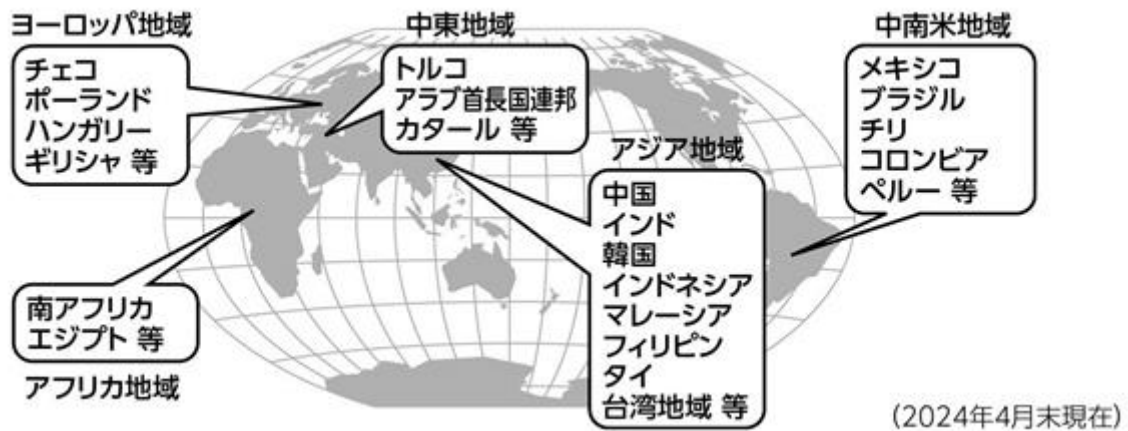 ヨーロッパ地域
チェコ
ポーランド
ハンガリー
ギリシャ 等
中東地域
トルコ
アラブ首長国連邦
カタール 等
アジア地域
中国
インド
韓国
インドネシア
マレーシア
フィリピン
タイ
台湾地域 等
中南米地域
メキシコ
ブラジル
チリ
コロンビア
ペルー 等
南アフリカ
エジプト 等
アフリカ地域
(2024年4月末現在)